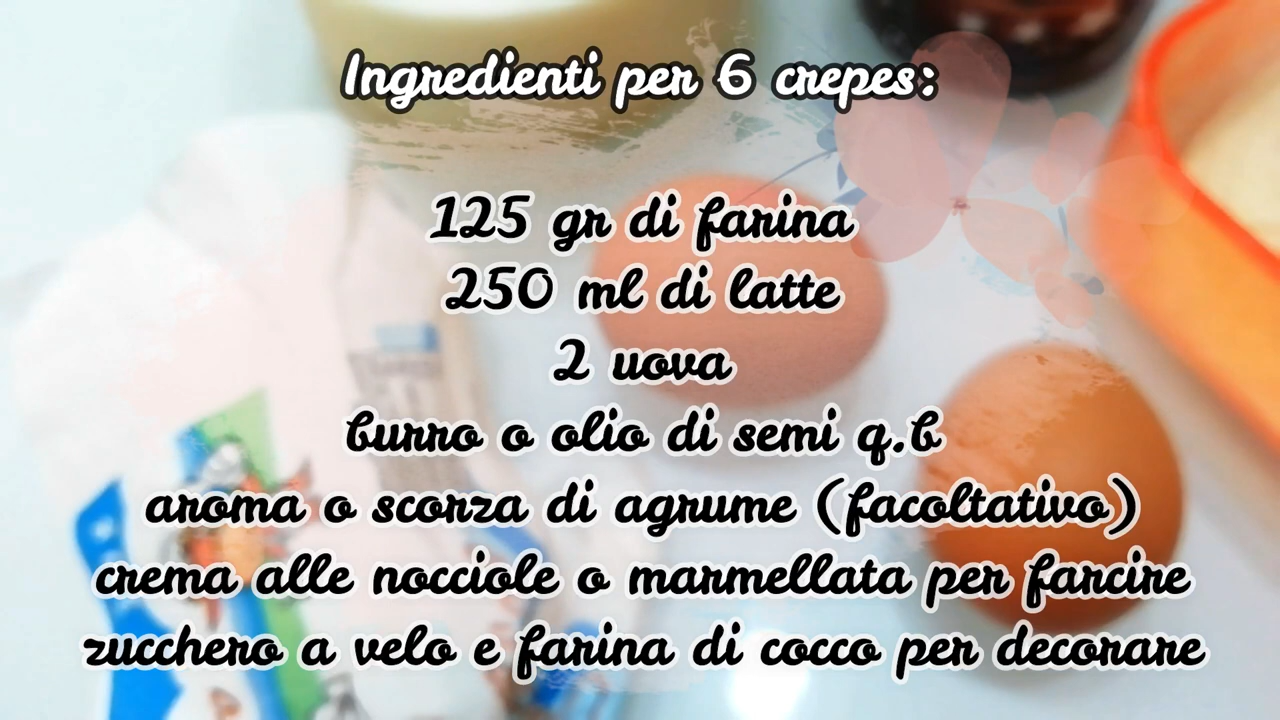 Ingredienti per 6 crepes:
125 gr di farina
250 ml di latte
2 uova
burro o olio di semi q.b
aroma o scorza di agrume (facoltativo)
crema alle nocciole o marmellata per farcire
zucchero a velo e farina di cocco per decorare